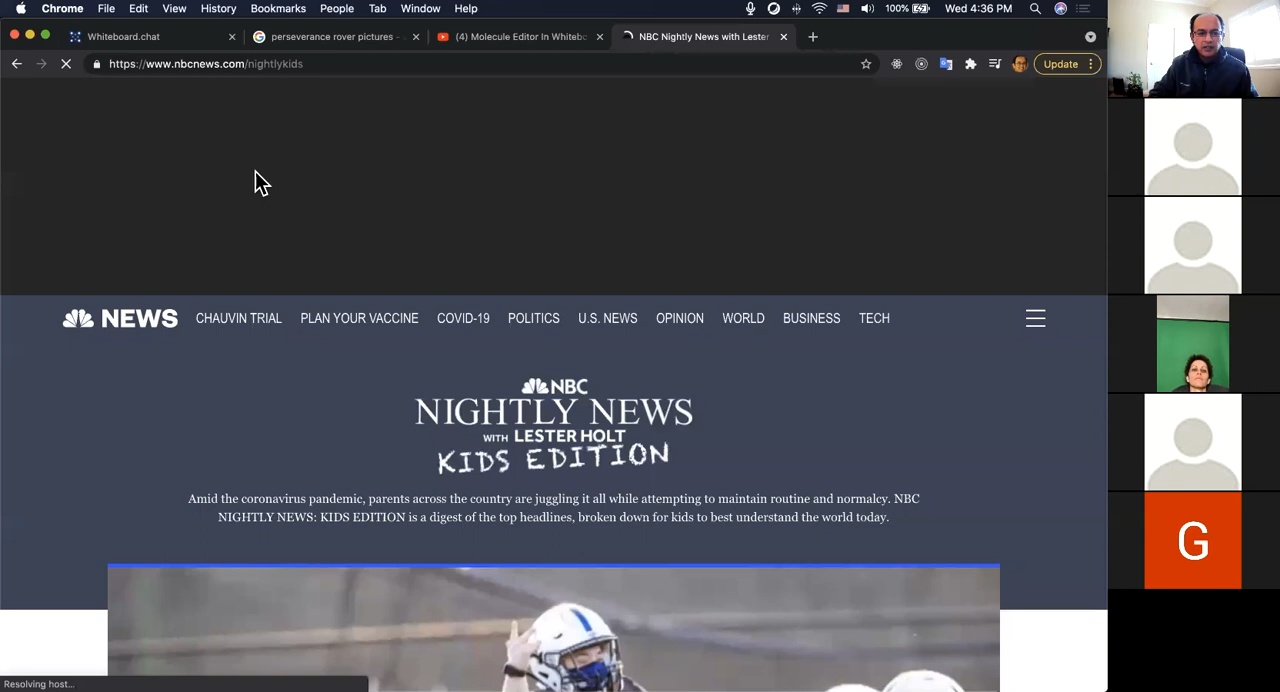 Chrome File Edit View History Bookmarks People Tab Window Help 100% Wed 4:36 PM
Whiteboard.chat perseverance rover pictures - (4) Molecule Editor In Whitebo NBC Nightly News with Lester
https://www.nbcnews.com/nightlykids Update
NEWS CHAUVIN TRIAL PLAN YOUR VACCINE COVID-19 POLITICS U.S. NEWS OPINION WORLD BUSINESS TECH
NBC
NIGHTLY NEWS
WITH LESTER HOLT
KIDS EDITION
Amid the coronavirus pandemic, parents across the country are juggling it all while attempting to maintain routine and normalcy. NBC
NIGHTLY NEWS: KIDS EDITION is a digest of the top headlines, broken down for kids to best understand the world today.
G
Resolving host...